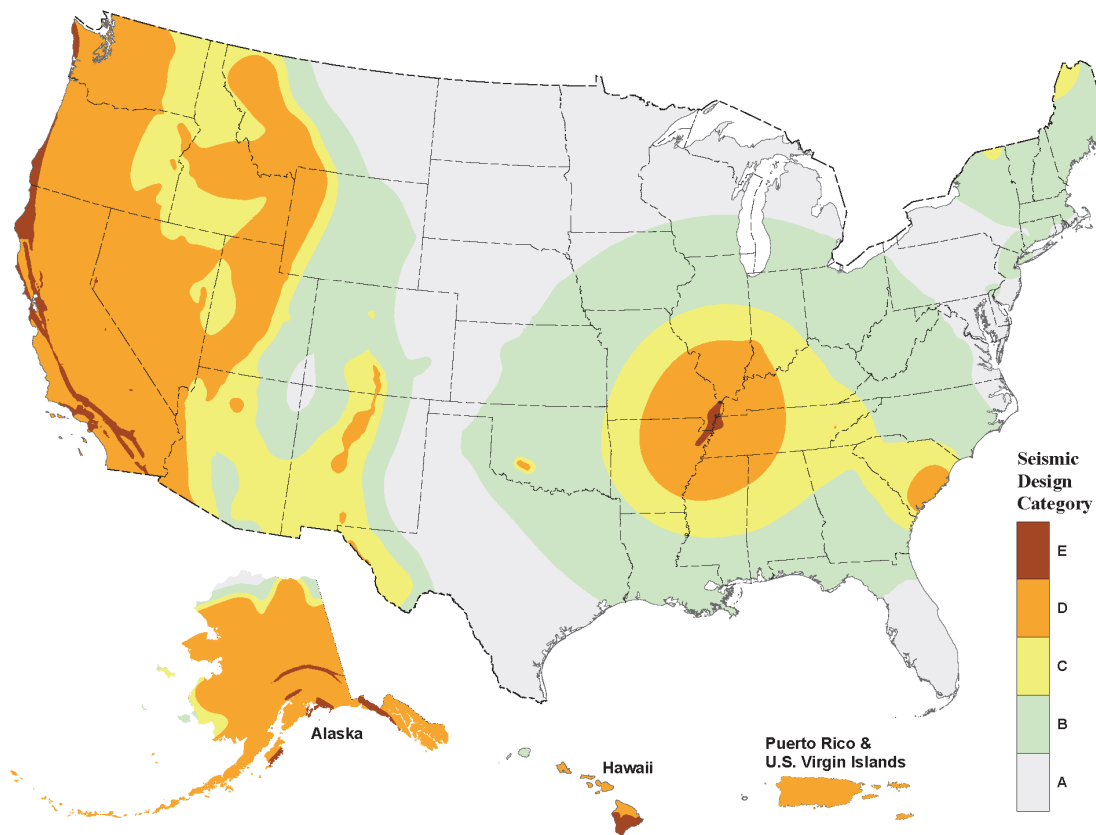 Seismic
Design
Category
E
D
C
B
A
Alaska
Hawaii
Puerto Rico &
U.S. Virgin Islands